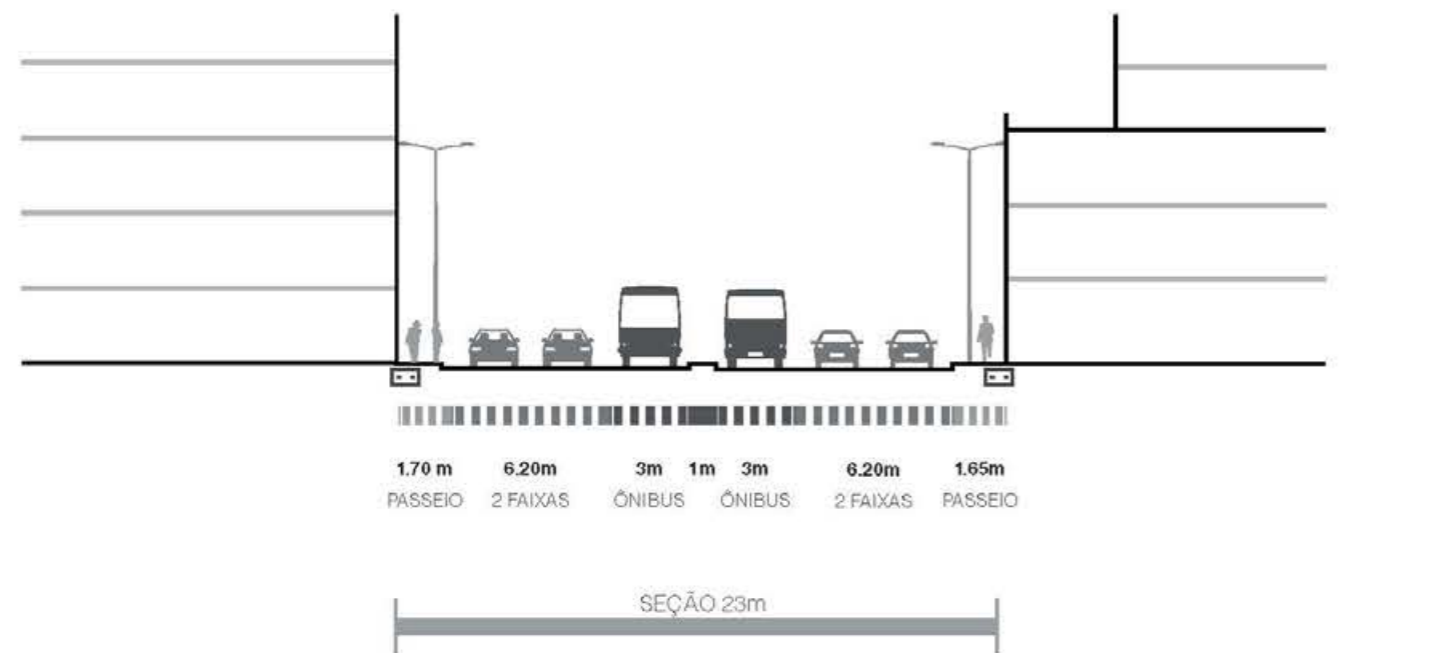 1.70 m 6.20m 3m 1m 3m 6.20m 1.65m
PASSEIO 2 FAIXAS ÔNIBUS ÔNIBUS 2 FAIXAS PASSEIO
SEÇÃO 23m